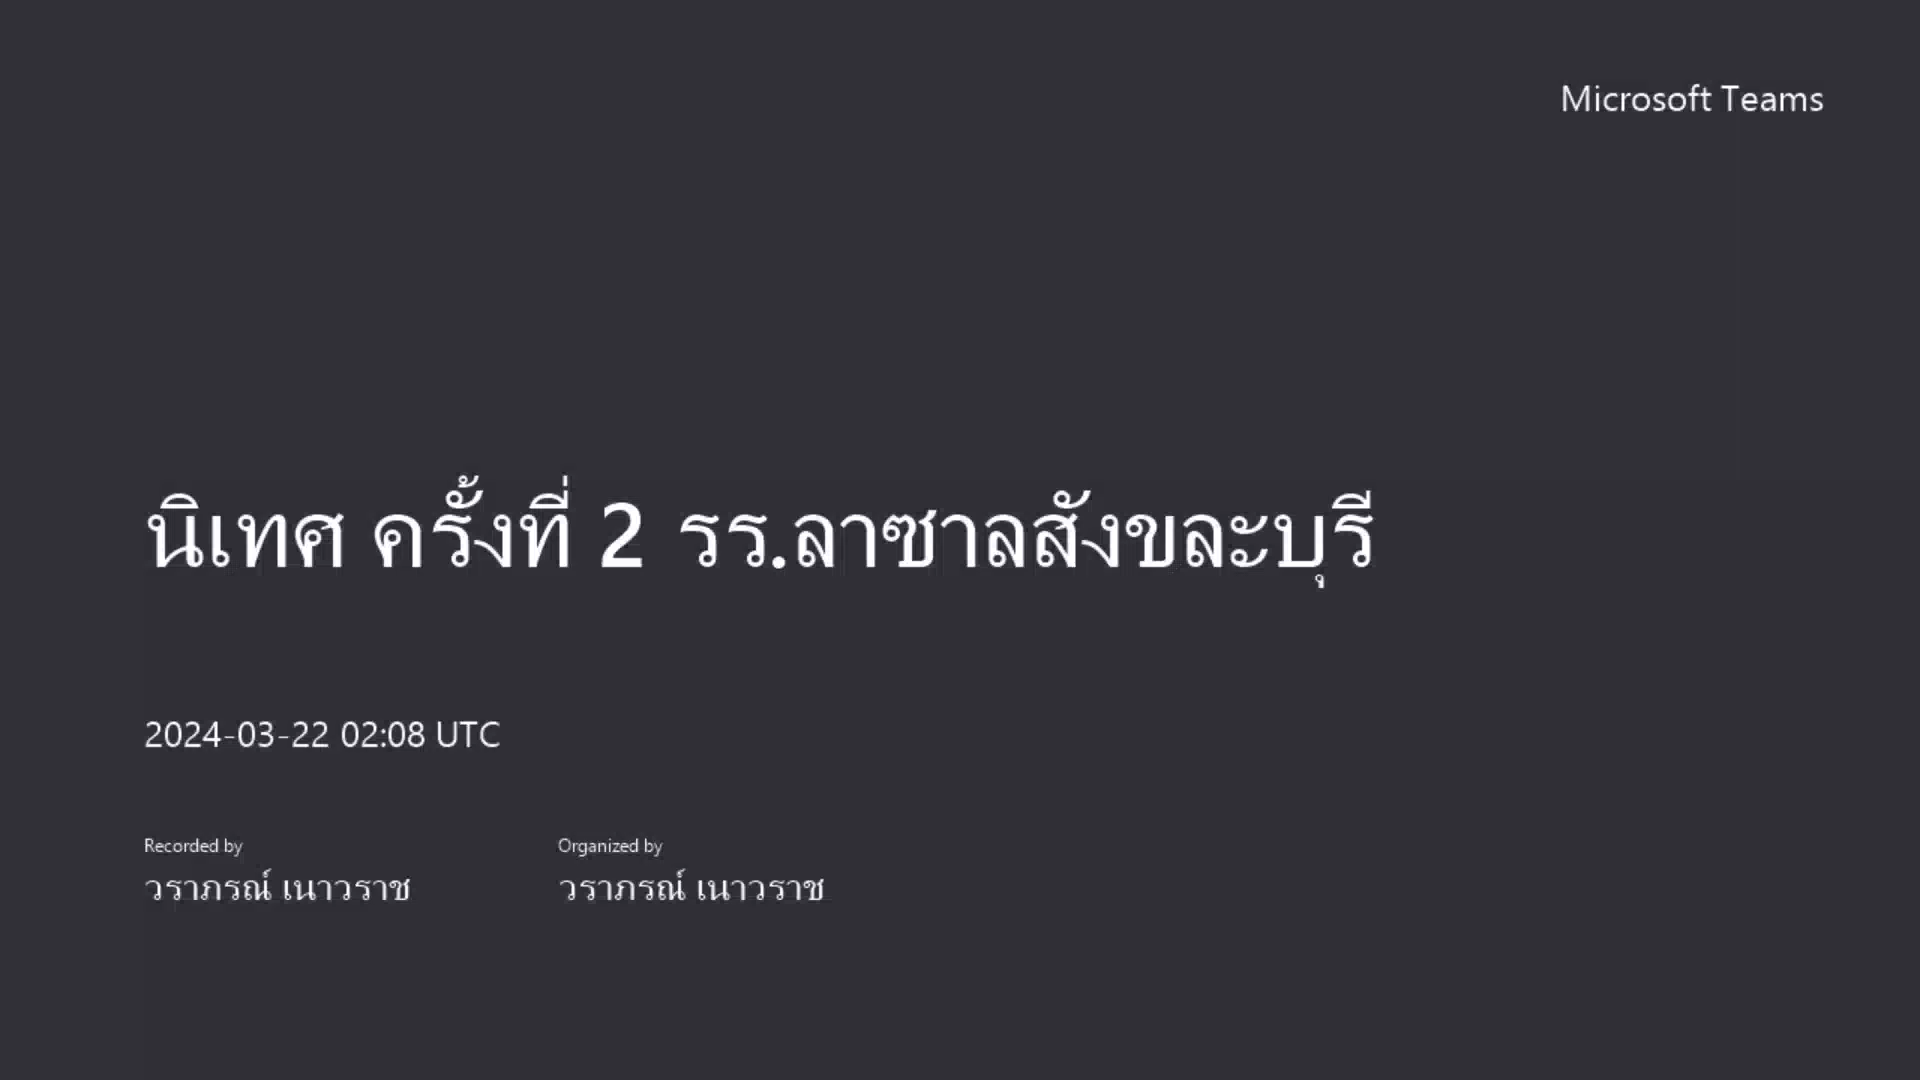 Microsoft Teams
นิเทศ ครั้งที่ 2 รร.ลาซาลสังขละบุรี
2024-03-22 02:08 UTC
Recorded by
วราภรณ์ เนาวราช
Organized by
วราภรณ์ เนาวราช